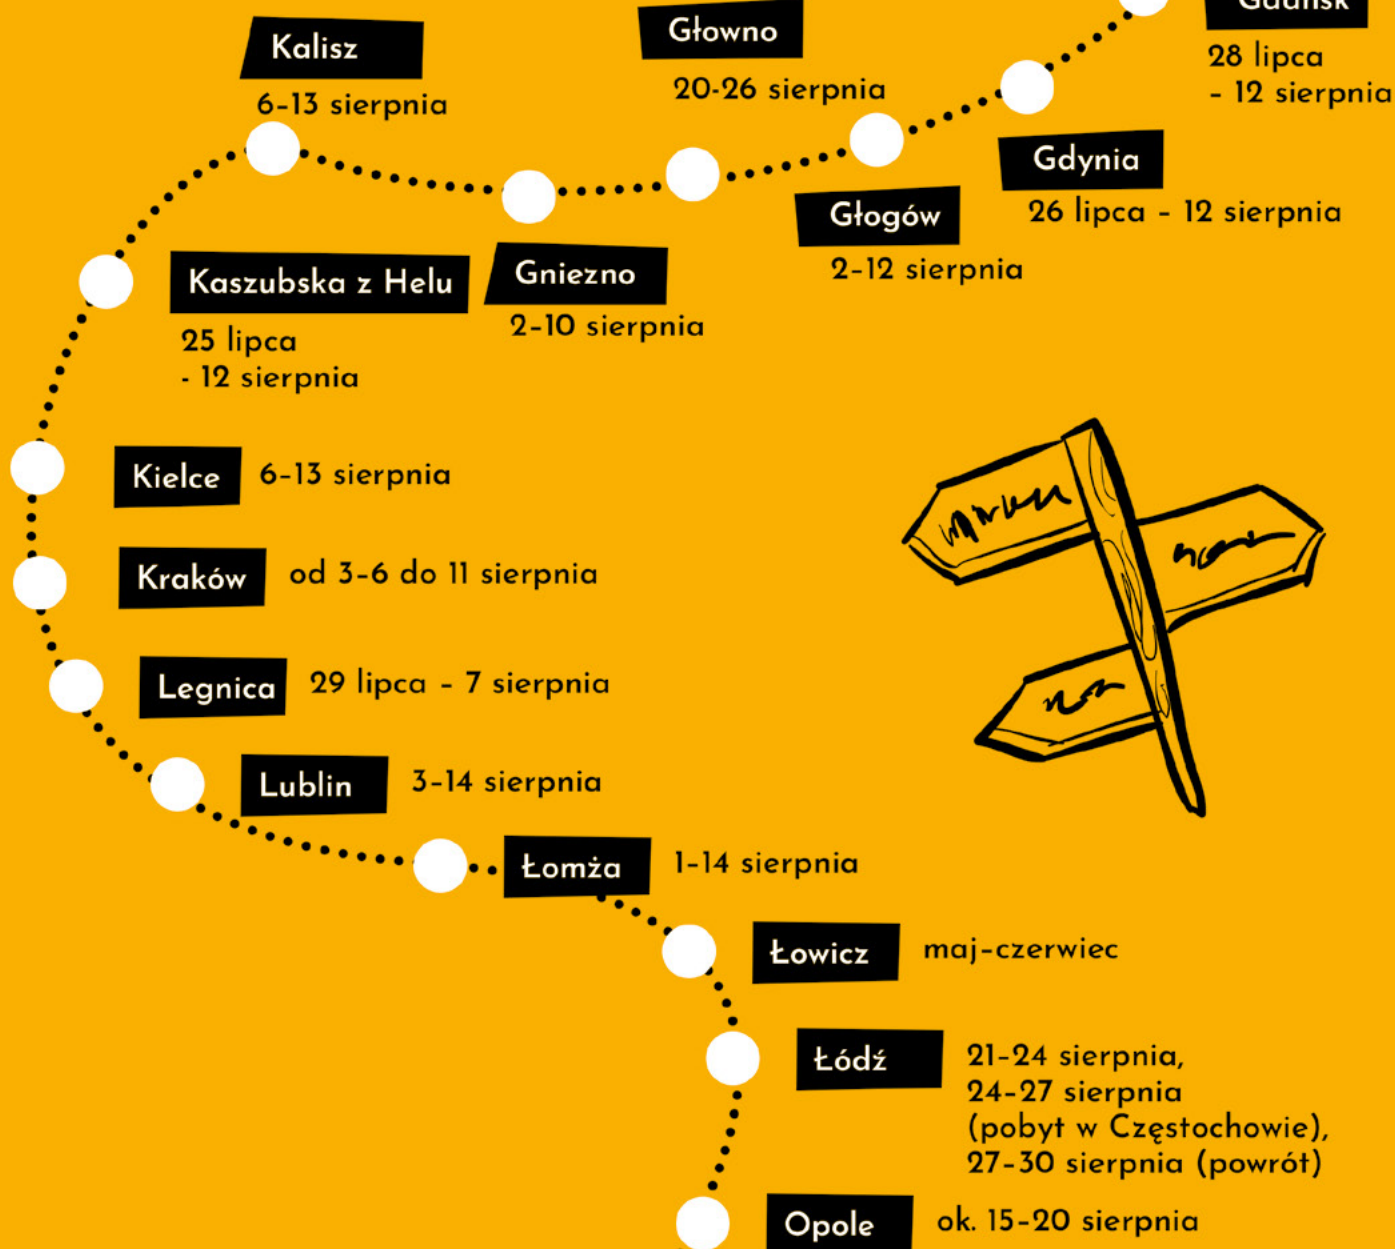 Gdańsk
28 lipca
– 12 sierpnia
Gdynia
26 lipca – 12 sierpnia
Głogów
2–12 sierpnia
Głowno
20-26 sierpnia
Gniezno
2–10 sierpnia
Kalisz
6–13 sierpnia
Kaszubska z Helu
25 lipca
- 12 sierpnia
Kielce
6–13 sierpnia
Kraków
od 3–6 do 11 sierpnia
Legnica
29 lipca – 7 sierpnia
Lublin
3–14 sierpnia
Łomża
1–14 sierpnia
Łowicz
maj–czerwiec
Łódź
21–24 sierpnia,
24–27 sierpnia
(pobyt w Częstochowie),
27–30 sierpnia (powrót)
Opole
ok. 15–20 sierpnia